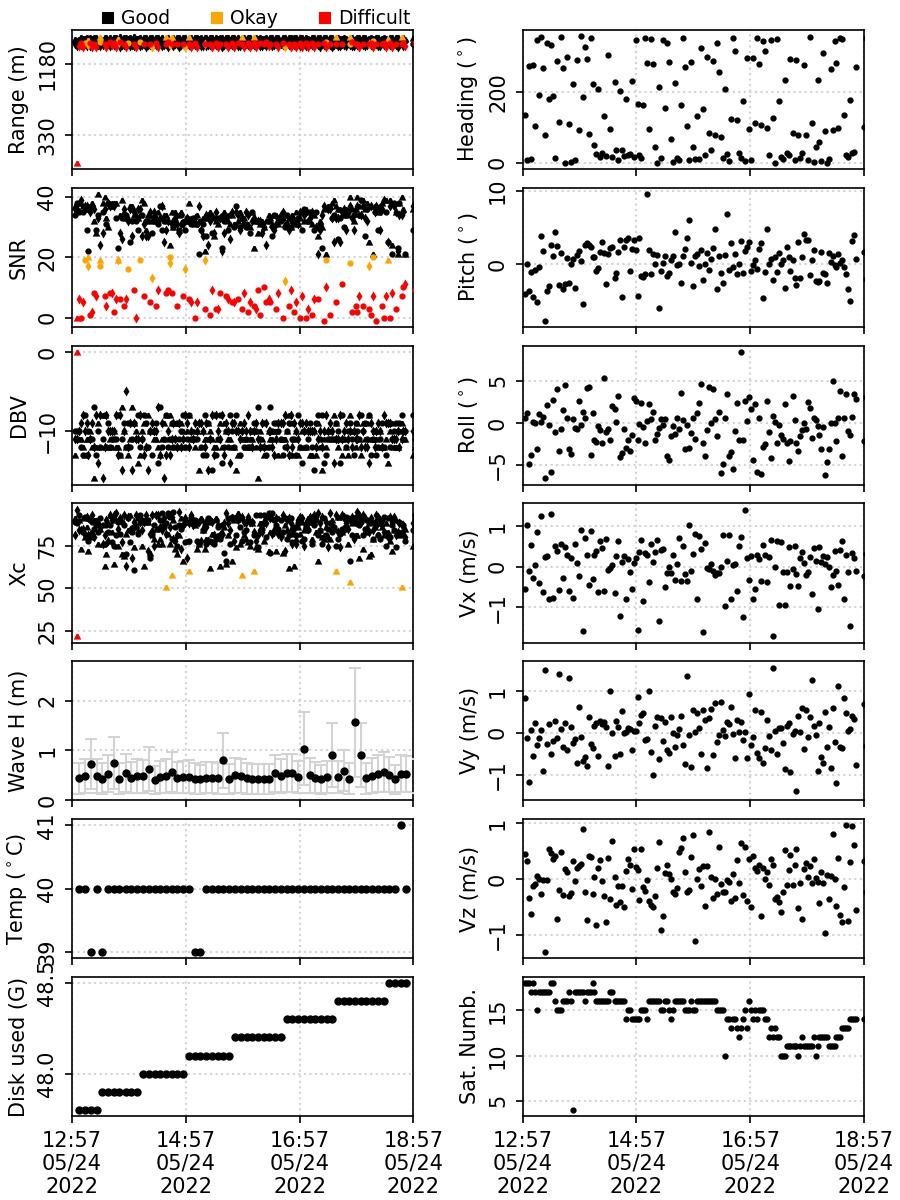 Good Okay Difficult
Range (m)
1180
330
Heading (°)
200
0
SNR
40
20
0
Pitch (°)
10
0
DBV
0
−10
Roll (°)
5
0
−5
Xc
75
50
25
Vx (m/s)
1
0
−1
Wave H (m)
2
1
0
Vy (m/s)
1
0
−1
Temp (°C)
41
40
39
Vz (m/s)
1
0
−1
Disk used (G)
48.5
48.0
Sat. Numb.
15
10
5
12:57 14:57 16:57 18:57 12:57 14:57 16:57 18:57
05/24 05/24 05/24 05/24 05/24 05/24 05/24 05/24
2022 2022 2022 2022 2022 2022 2022 2022